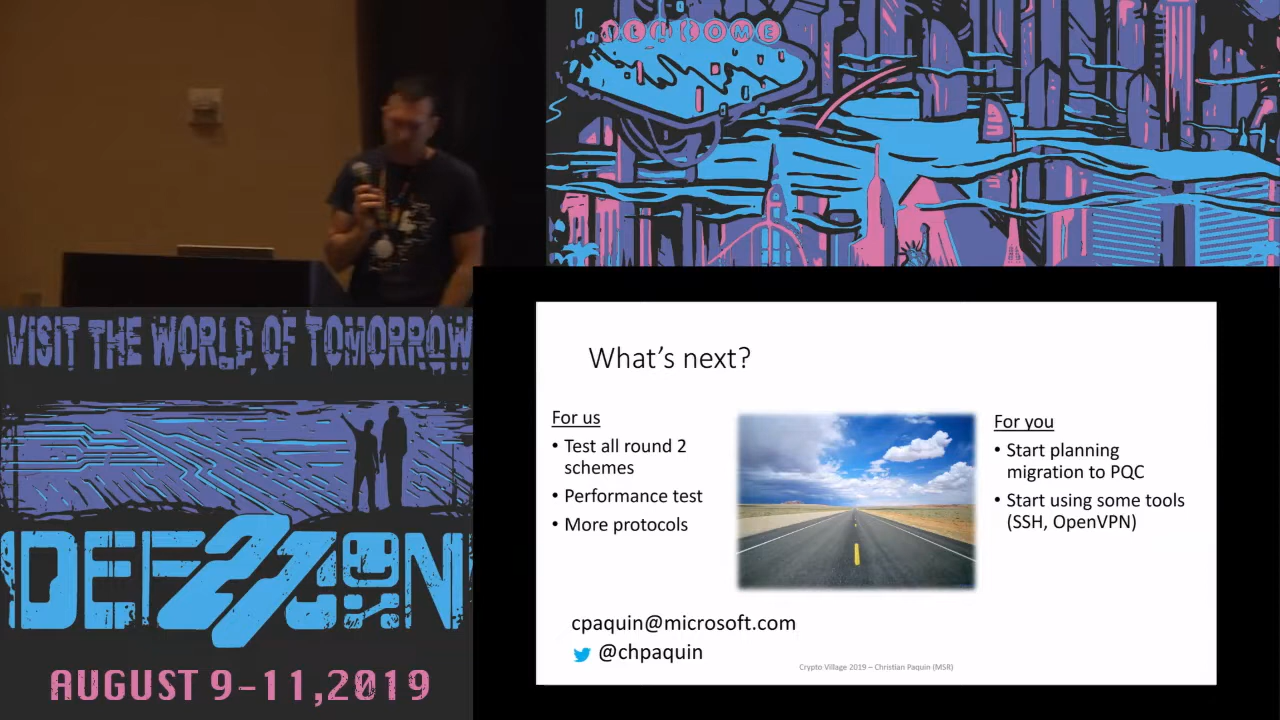 WELCOME
VISIT THE WORLD OF TOMORROW
DEF CON 27
AUGUST 9-11,2019
What's next?
For us
• Test all round 2
schemes
• Performance test
• More protocols
For you
• Start planning
migration to PQC
• Start using some tools
(SSH, OpenVPN)
cpaquin@microsoft.com
@chpaquin
Crypto Village 2019 – Christian Paquin (MSR)